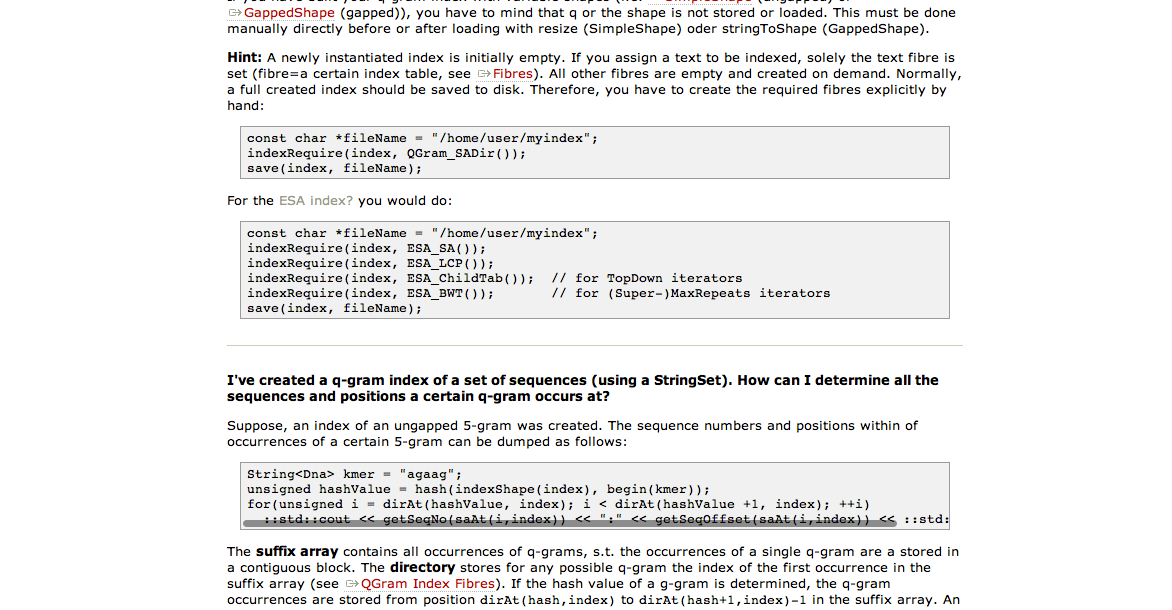 GappedShape (gapped)), you have to mind that q or the shape is not stored or loaded. This must be done
manually directly before or after loading with resize (SimpleShape) oder stringToShape (GappedShape).
Hint: A newly instantiated index is initially empty. If you assign a text to be indexed, solely the text fibre is
set (fibre=a certain index table, see Fibres). All other fibres are empty and created on demand. Normally,
a full created index should be saved to disk. Therefore, you have to create the required fibres explicitly by
hand:
const char *fileName = "/home/user/myindex";
indexRequire(index, QGram_SADir());
save(index, fileName);
For the ESA index? you would do:
const char *fileName = "/home/user/myindex";
indexRequire(index, ESA_SA());
indexRequire(index, ESA_LCP());
indexRequire(index, ESA_ChildTab());  // for TopDown iterators
indexRequire(index, ESA_BWT());       // for (Super-)MaxRepeats iterators
save(index, fileName);
I've created a q-gram index of a set of sequences (using a StringSet). How can I determine all the
sequences and positions a certain q-gram occurs at?
Suppose, an index of an ungapped 5-gram was created. The sequence numbers and positions within of
occurrences of a certain 5-gram can be dumped as follows:
String<Dna> kmer = "agaag";
unsigned hashValue = hash(indexShape(index), begin(kmer));
for(unsigned i = dirAt(hashValue, index); i < dirAt(hashValue +1, index); ++i)
::std::cout << getSeqNo(saAt(i,index)) << ":" << getSeqOffset(saAt(i,index)) << ::std:
The suffix array contains all occurrences of q-grams, s.t. the occurrences of a single q-gram are a stored in
a contiguous block. The directory stores for any possible q-gram the index of the first occurrence in the
suffix array (see QGram Index Fibres). If the hash value of a g-gram is determined, the q-gram
occurrences are stored from position dirAt(hash,index) to dirAt(hash+1,index)-1 in the suffix array. An